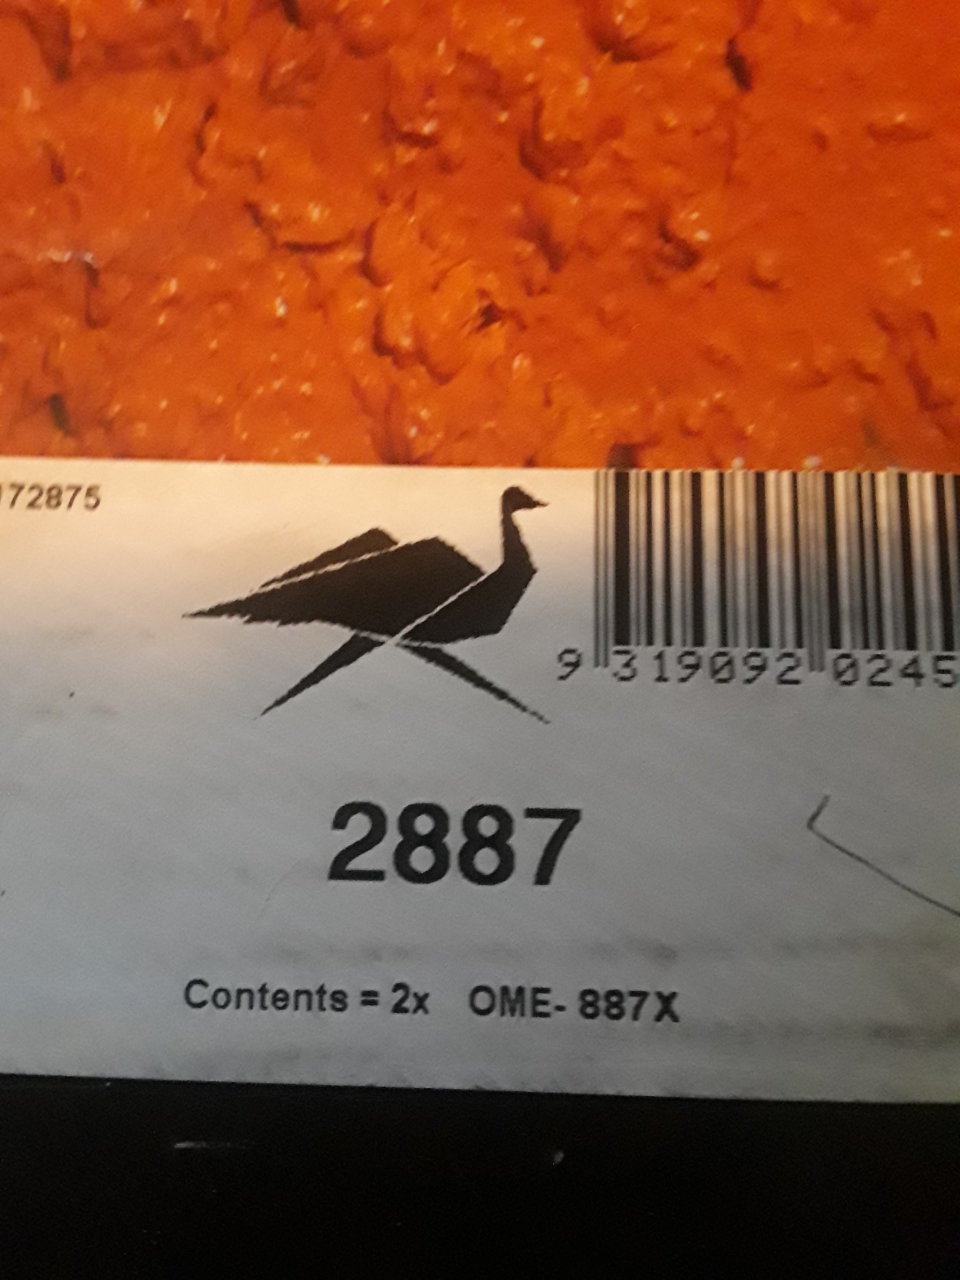 172875
9 319092 0245
2887
Contents = 2x OME- 887X